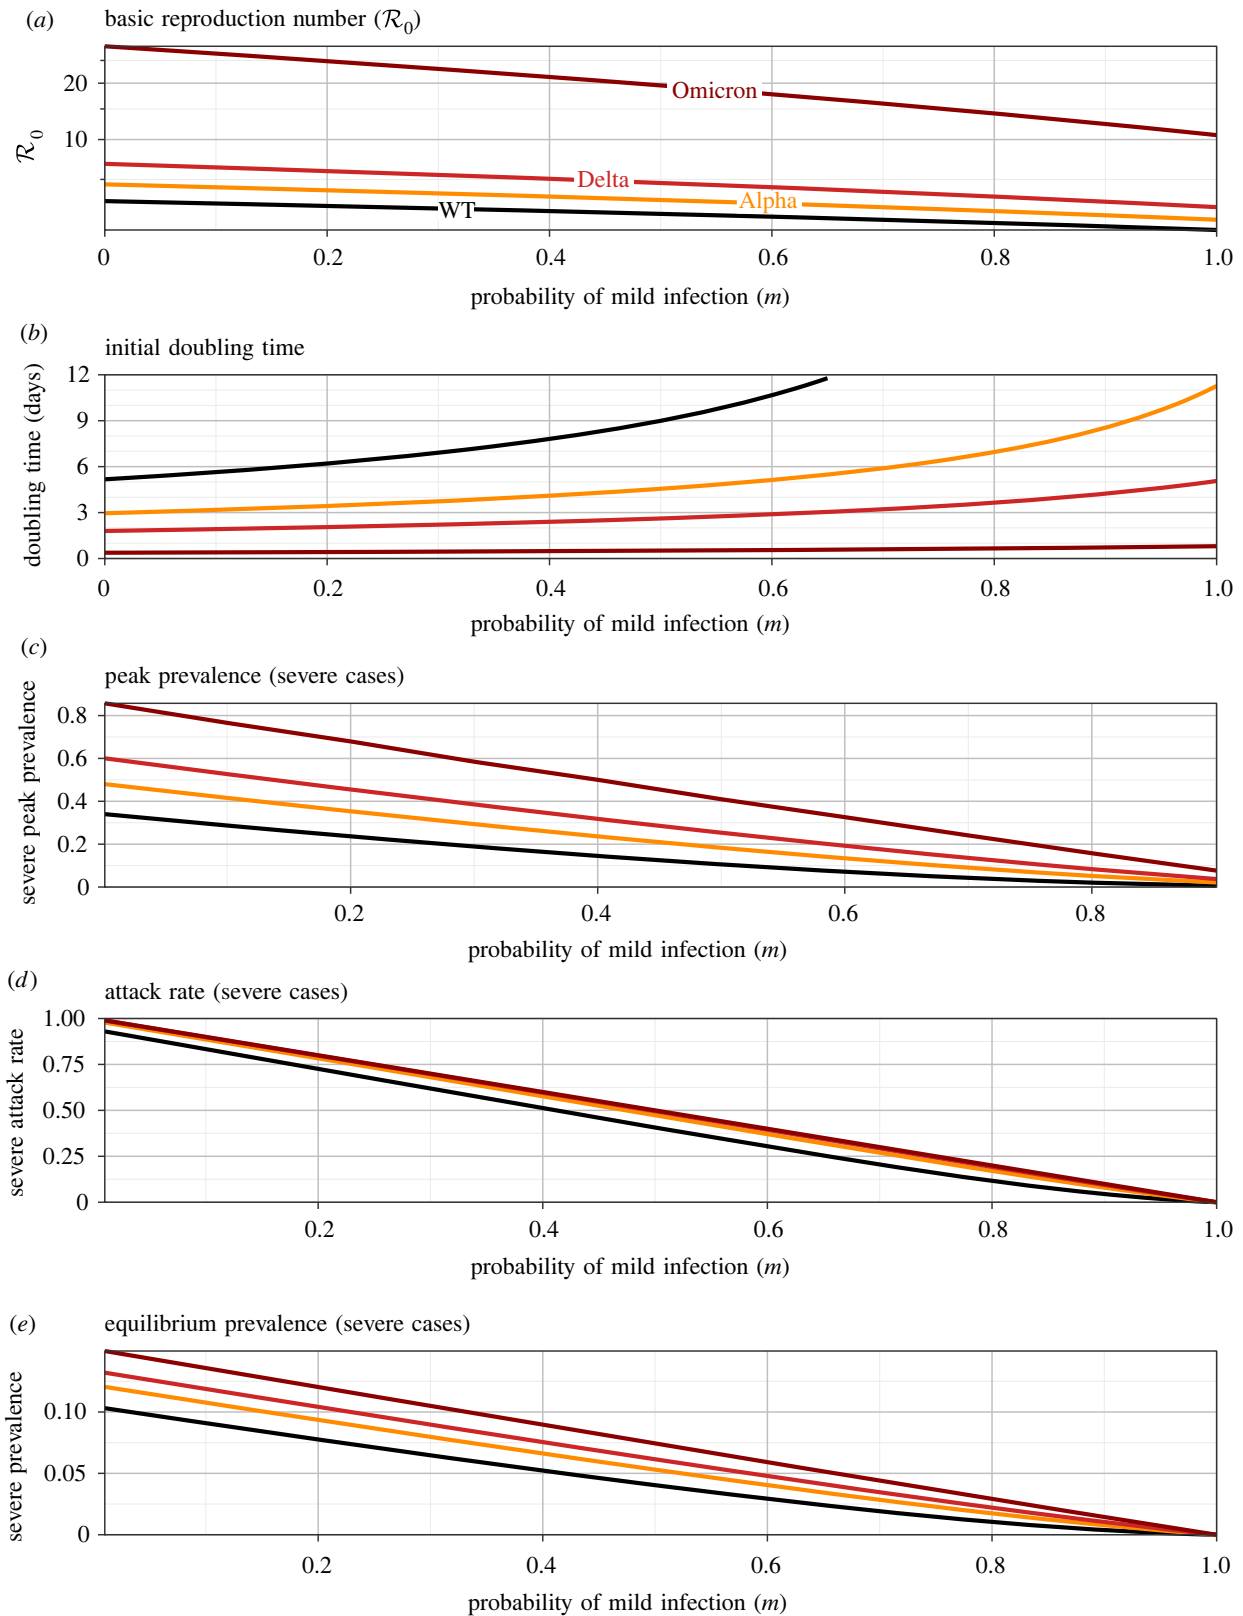 (a) basic reproduction number (ℛ0)
20
10
ℛ0
Omicron
Delta
Alpha
WT
0 0.2 0.4 0.6 0.8 1.0
probability of mild infection (m)
(b) initial doubling time
12
9
6
3
0
doubling time (days)
0 0.2 0.4 0.6 0.8 1.0
probability of mild infection (m)
(c) peak prevalence (severe cases)
0.8
0.6
0.4
0.2
0
severe peak prevalence
0.2 0.4 0.6 0.8
probability of mild infection (m)
(d) attack rate (severe cases)
1.00
0.75
0.50
0.25
0
severe attack rate
0.2 0.4 0.6 0.8 1.0
probability of mild infection (m)
(e) equilibrium prevalence (severe cases)
0.10
0.05
0
severe prevalence
0.2 0.4 0.6 0.8 1.0
probability of mild infection (m)